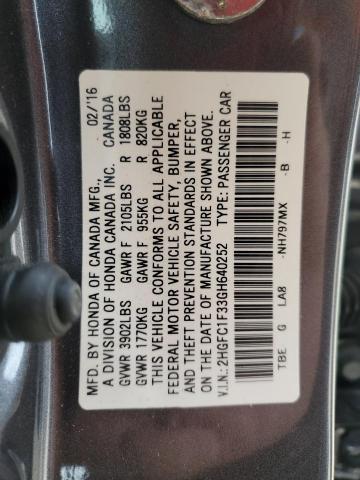 MFD. BY HONDA OF CANADA MFG., 02/'16
A DIVISION OF HONDA CANADA INC. CANADA
GVWR 3902LBS GAWR F 2105LBS R 1808LBS
GVWR 1770KG GAWR F 955KG R 820KG
THIS VEHICLE CONFORMS TO ALL APPLICABLE
FEDERAL MOTOR VEHICLE SAFETY, BUMPER,
AND THEFT PREVENTION STANDARDS IN EFFECT
ON THE DATE OF MANUFACTURE SHOWN ABOVE.
V.I.N.: 2HGFC1F33GH640252 TYPE: PASSENGER CAR
TBE G LA8 -NH797MX -B -H